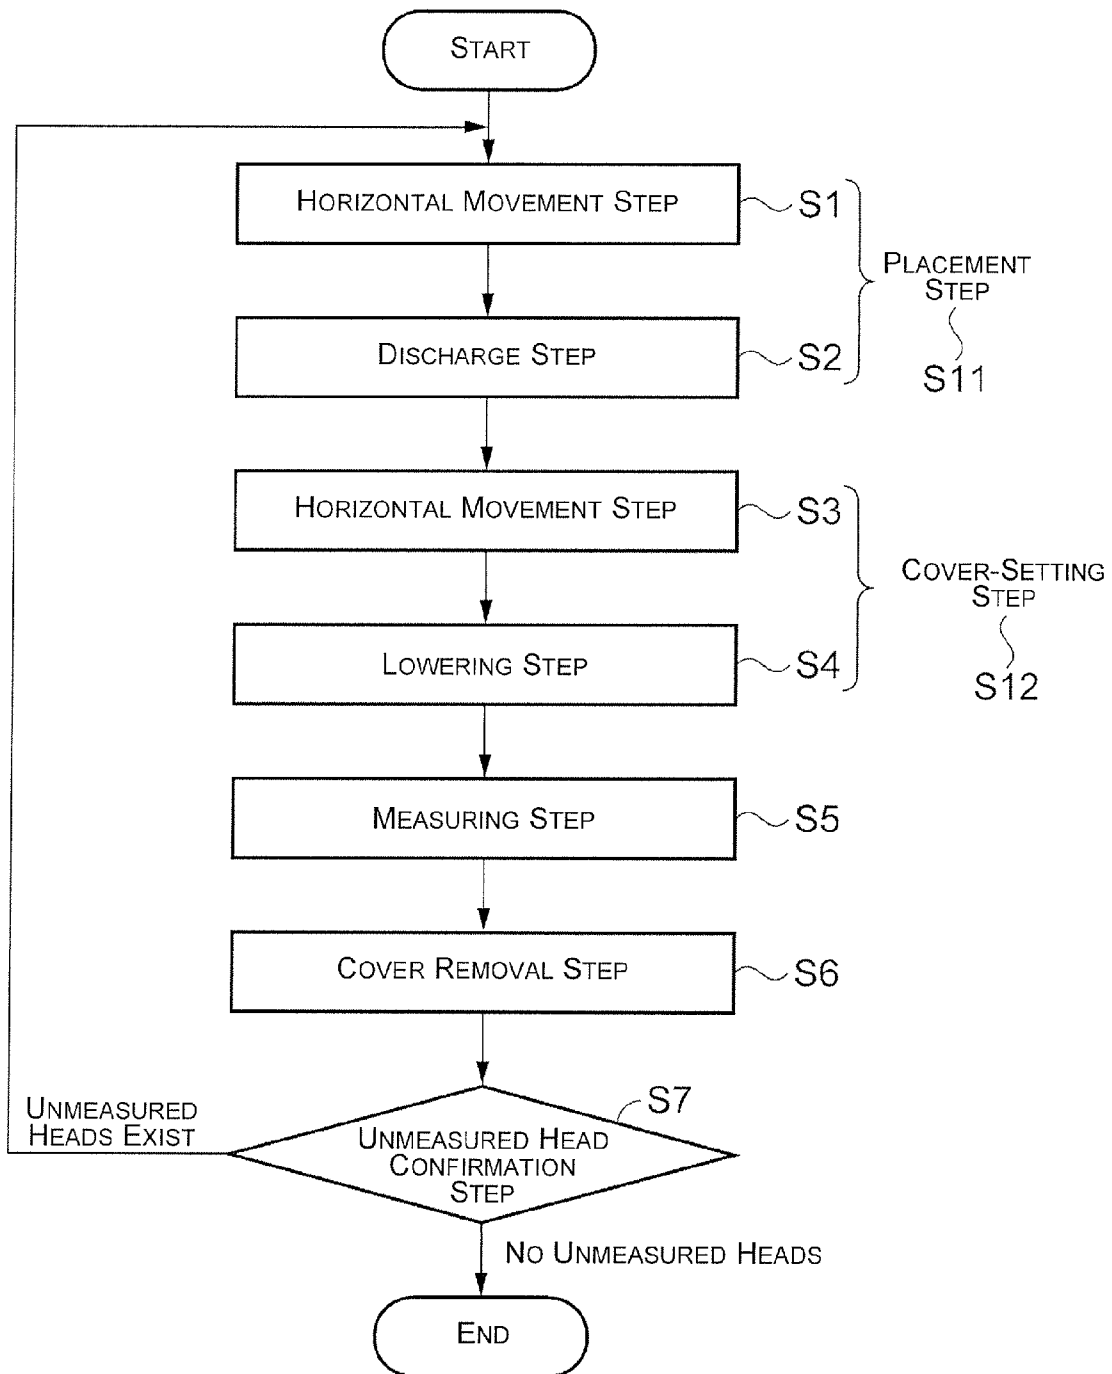 START
HORIZONTAL MOVEMENT STEP
S1
PLACEMENT
STEP
S11
DISCHARGE STEP
S2
HORIZONTAL MOVEMENT STEP
S3
COVER-SETTING
STEP
S12
LOWERING STEP
S4
MEASURING STEP
S5
COVER REMOVAL STEP
S6
S7
UNMEASURED HEAD
CONFIRMATION
STEP
UNMEASURED
HEADS EXIST
NO UNMEASURED HEADS
END